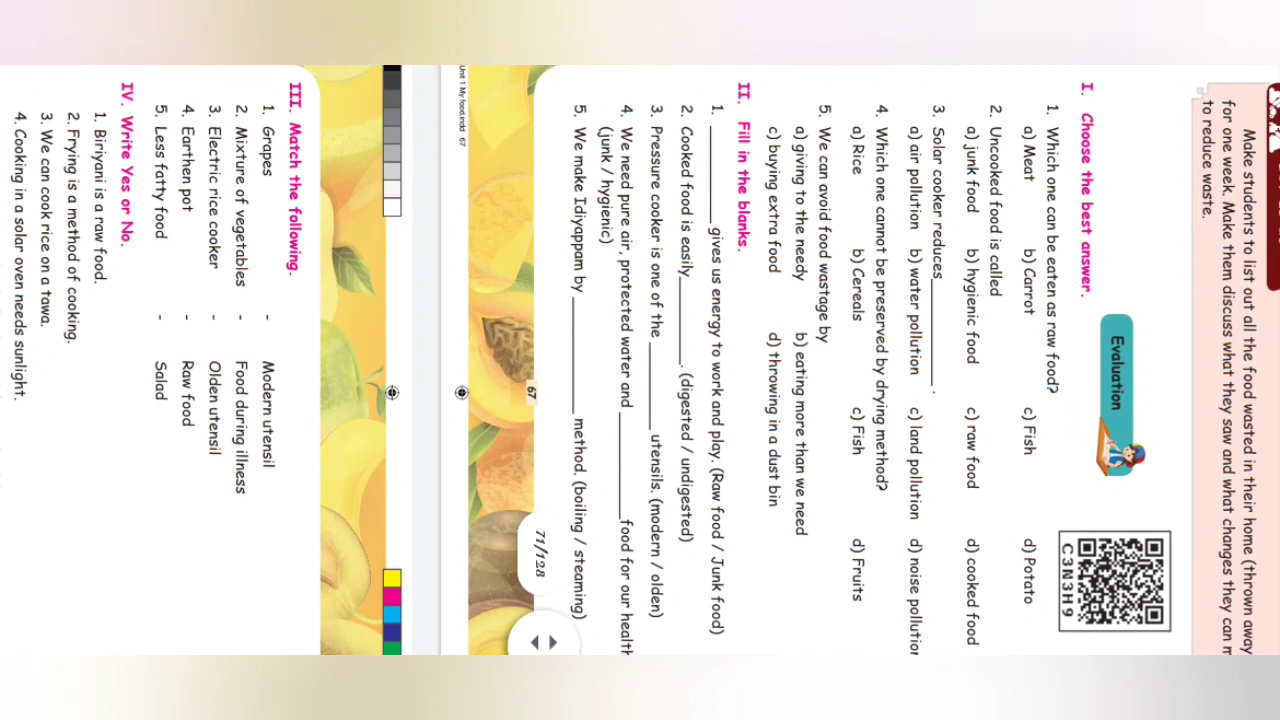 Make students to list out all the food wasted in their home (thrown away
for one week. Make them discuss what they saw and what changes they can
to reduce waste.
Evaluation
C3N3H9
I. Choose the best answer.
1. Which one can be eaten as raw food?
a) Meat b) Carrot c) Fish d) Potato
2. Uncooked food is called
a) junk food b) hygienic food c) raw food d) cooked food
3. Solar cooker reduces__________ .
a) air pollution b) water pollution c) land pollution d) noise pollution
4. Which one cannot be preserved by drying method?
a) Rice b) Cereals c) Fish d) Fruits
5. We can avoid food wastage by
a) giving to the needy b) eating more than we need
c) buying extra food d) throwing in a dust bin
II. Fill in the blanks.
1. __________ gives us energy to work and play. (Raw food / Junk food)
2. Cooked food is easily__________. (digested / undigested)
3. Pressure cooker is one of the __________ utensils. (modern / olden)
4. We need pure air, protected water and __________food for our health
(junk / hygienic)
5. We make Idiyappam by __________ method. (boiling / steaming)
67
71/128
Unit 1 My food.indd 67
III. Match the following.
1. Grapes - Modern utensil
2. Mixture of vegetables - Food during illness
3. Electric rice cooker - Olden utensil
4. Earthen pot - Raw food
5. Less fatty food - Salad
IV. Write Yes or No.
1. Biriyani is a raw food.
2. Frying is a method of cooking.
3. We can cook rice on a tawa.
4. Cooking in a solar oven needs sunlight.